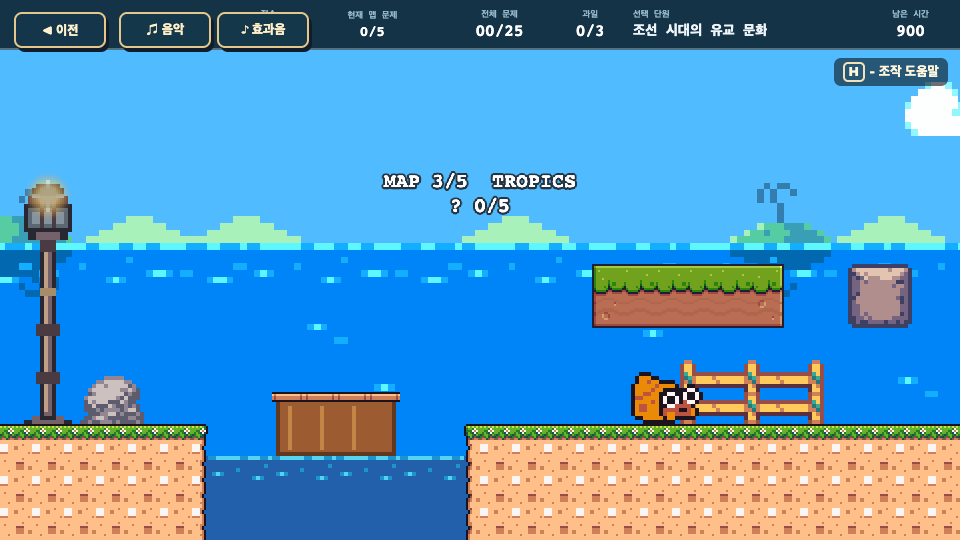 ◀ 이전
♫ 음악
♪ 효과음
현재 맵 문제
0/5
전체 문제
00/25
과일
0/3
선택 단원
조선 시대의 유교 문화
남은 시간
900
H - 조작 도움말
MAP 3/5 TROPICS
? 0/5